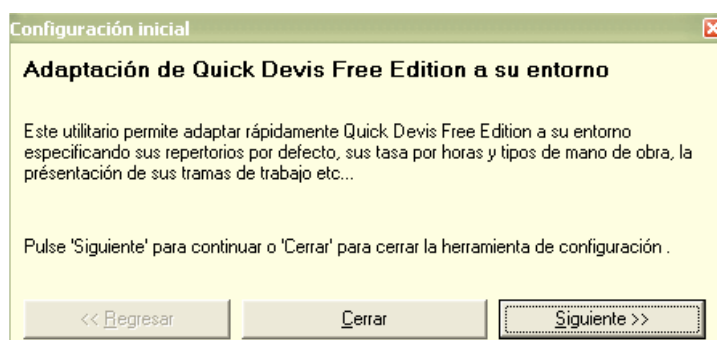 Configuración inicial
Adaptación de Quick Devis Free Edition a su entorno
Este utilitario permite adaptar rápidamente Quick Devis Free Edition a su entorno
especificando sus repertorios por defecto, sus tasa por horas y tipos de mano de obra, la
présentación de sus tramas de trabajo etc...
Pulse 'Siguiente' para continuar o 'Cerrar' para cerrar la herramienta de configuración .
<< Regresar
Cerrar
Siguiente >>